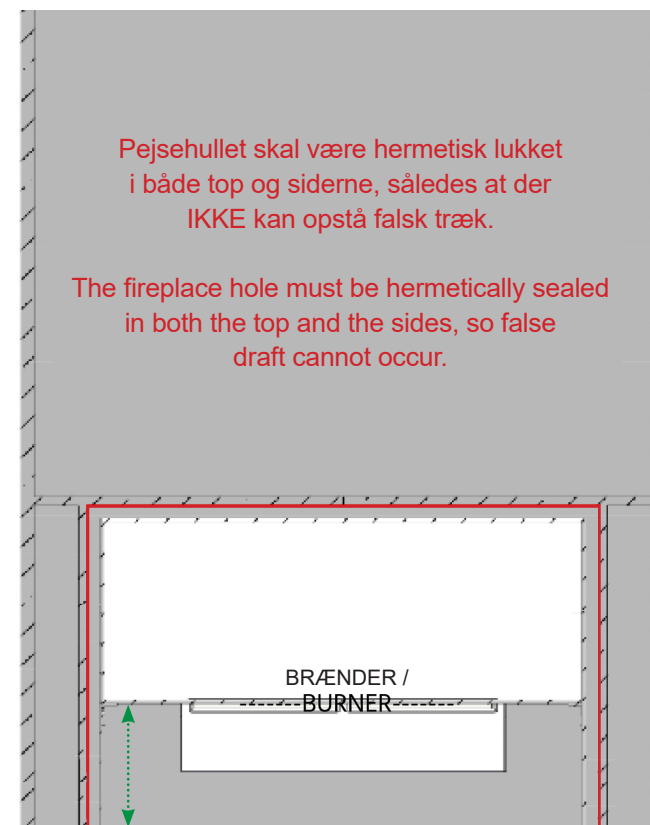 Pejsehullet skal være hermetisk lukket
i både top og siderne, således at der
IKKE kan opstå falsk træk.
The fireplace hole must be hermetically sealed
in both the top and the sides, so false
draft cannot occur.
BRÆNDER /
BURNER